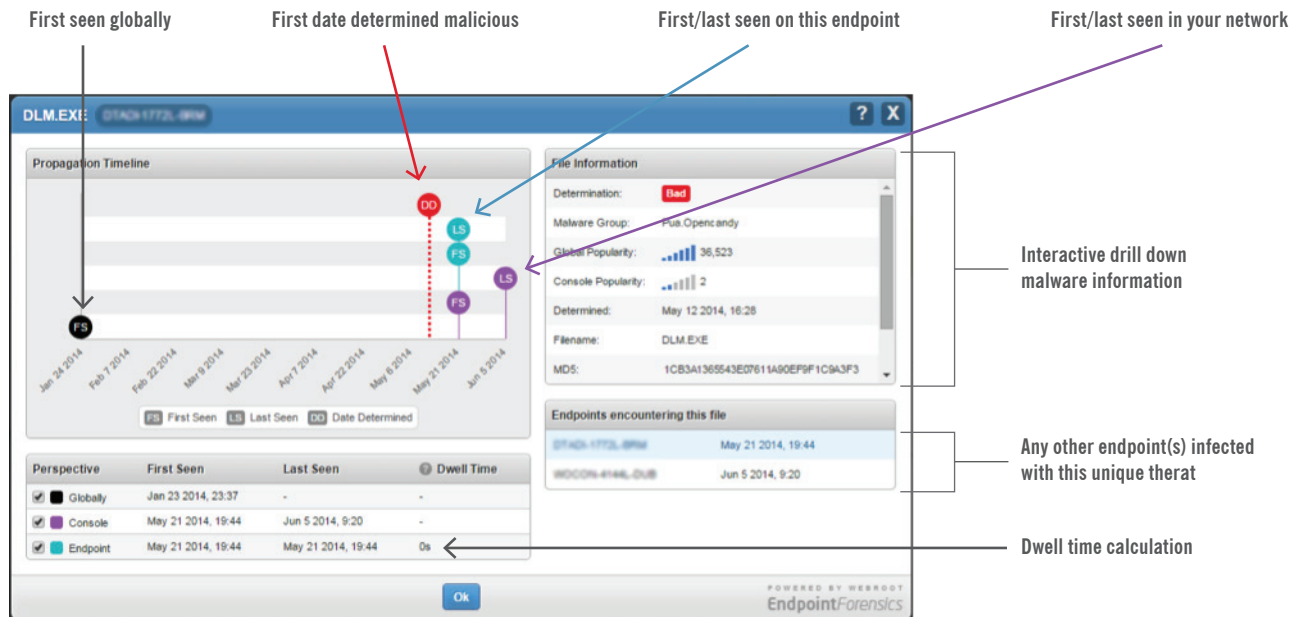 First seen globally
First date determined malicious
First/last seen on this endpoint
First/last seen in your network
DLM.EXE
? X
Propagation Timeline
DD
LS
FS
LS
FS
FS
Jan 24 2014
Feb 7 2014
Feb 22 2014
Mar 9 2014
Mar 23 2014
Apr 7 2014
Apr 22 2014
May 6 2014
May 21 2014
Jun 5 2014
FS First Seen LS Last Seen DD Date Determined
Perspective First Seen Last Seen ? Dwell Time
Globally Jan 23 2014, 23:37 - -
Console May 21 2014, 19:44 Jun 5 2014, 9:20 -
Endpoint May 21 2014, 19:44 May 21 2014, 19:44 0s
File Information
Determination: Bad
Malware Group: Pua.Opencandy
Global Popularity: 36,523
Console Popularity: 2
Determined: May 12 2014, 16:28
Filename: DLM.EXE
MD5: 1CB3A1365543E07611A90EF9F1C9A3F3
Endpoints encountering this file
May 21 2014, 19:44
Jun 5 2014, 9:20
Interactive drill down
malware information
Any other endpoint(s) infected
with this unique therat
Dwell time calculation
Ok
POWERED BY WEBROOT
EndpointForensics